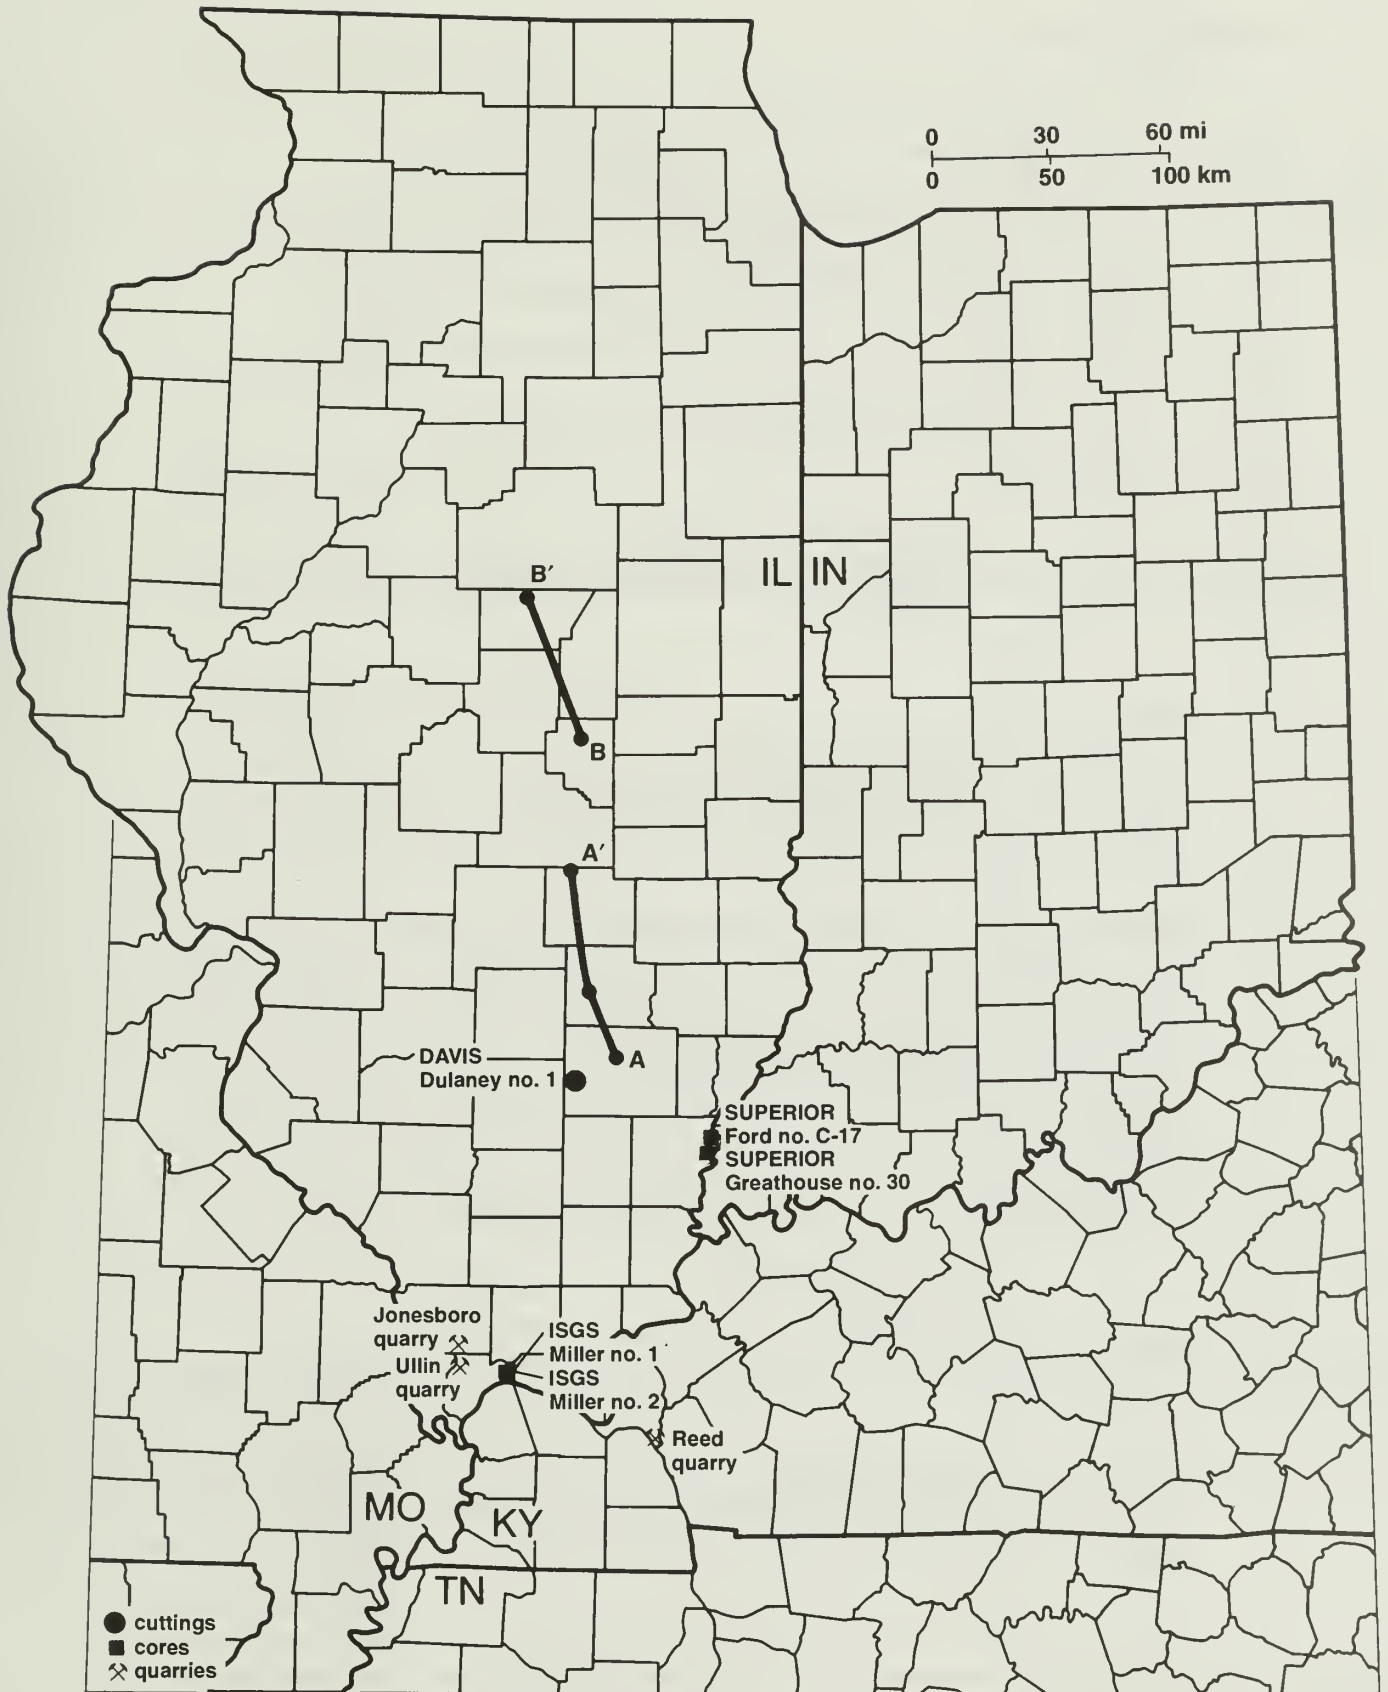 0 30 60 mi
0 50 100 km
IL IN
B′
B
A′
A
DAVIS
Dulaney no. 1
SUPERIOR
Ford no. C-17
SUPERIOR
Greathouse no. 30
Jonesboro
quarry
Ullin
quarry
ISGS
Miller no. 1
ISGS
Miller no. 2
Reed
quarry
MO
KY
TN
cuttings
cores
quarries